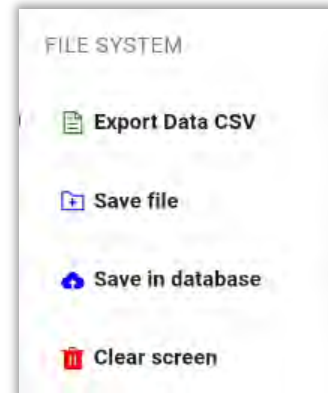 FILE SYSTEM
Export Data CSV
Save file
Save in database
Clear screen